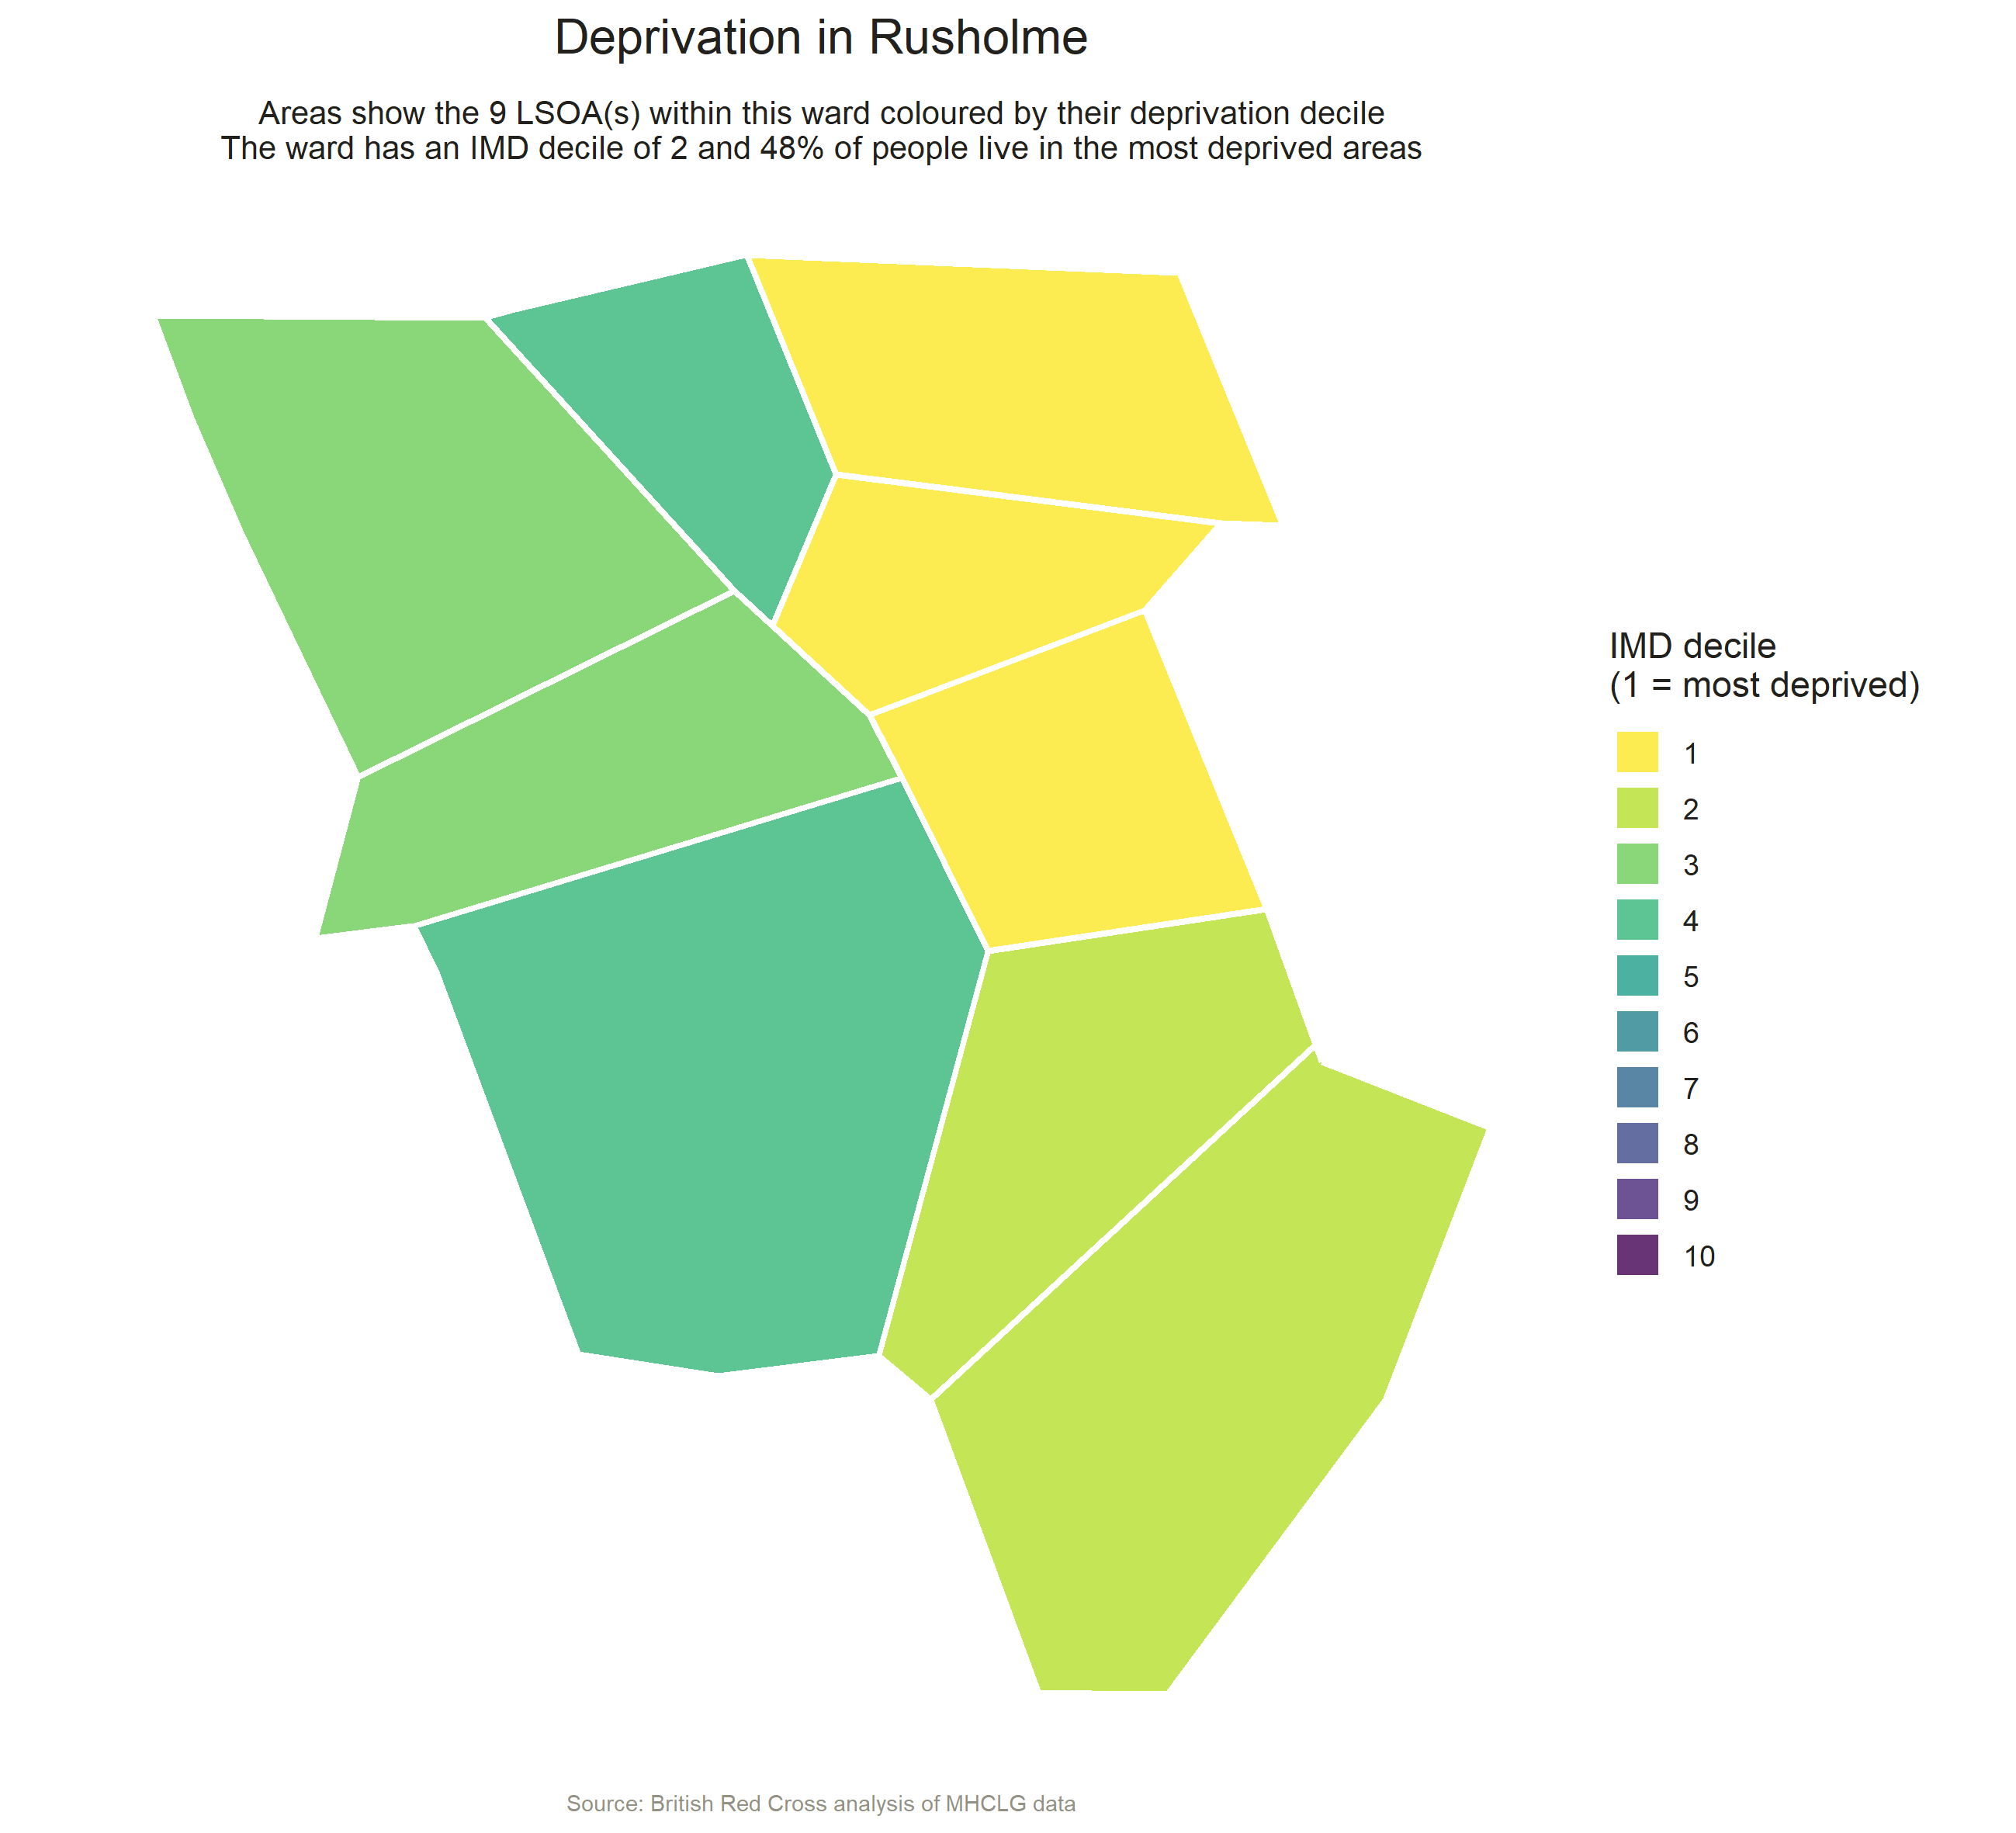 Deprivation in Rusholme
Areas show the 9 LSOA(s) within this ward coloured by their deprivation decile
The ward has an IMD decile of 2 and 48% of people live in the most deprived areas
IMD decile
(1 = most deprived)
1
2
3
4
5
6
7
8
9
10
Source: British Red Cross analysis of MHCLG data